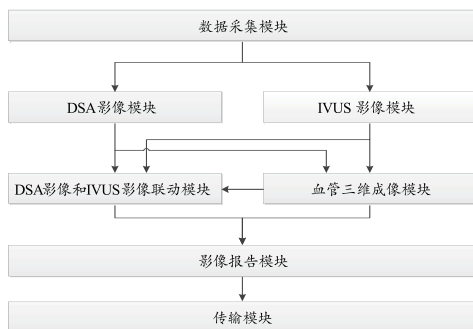 数据采集模块
DSA影像模块
IVUS 影像模块
DSA影像和IVUS影像联动模块
血管三维成像模块
影像报告模块
传输模块